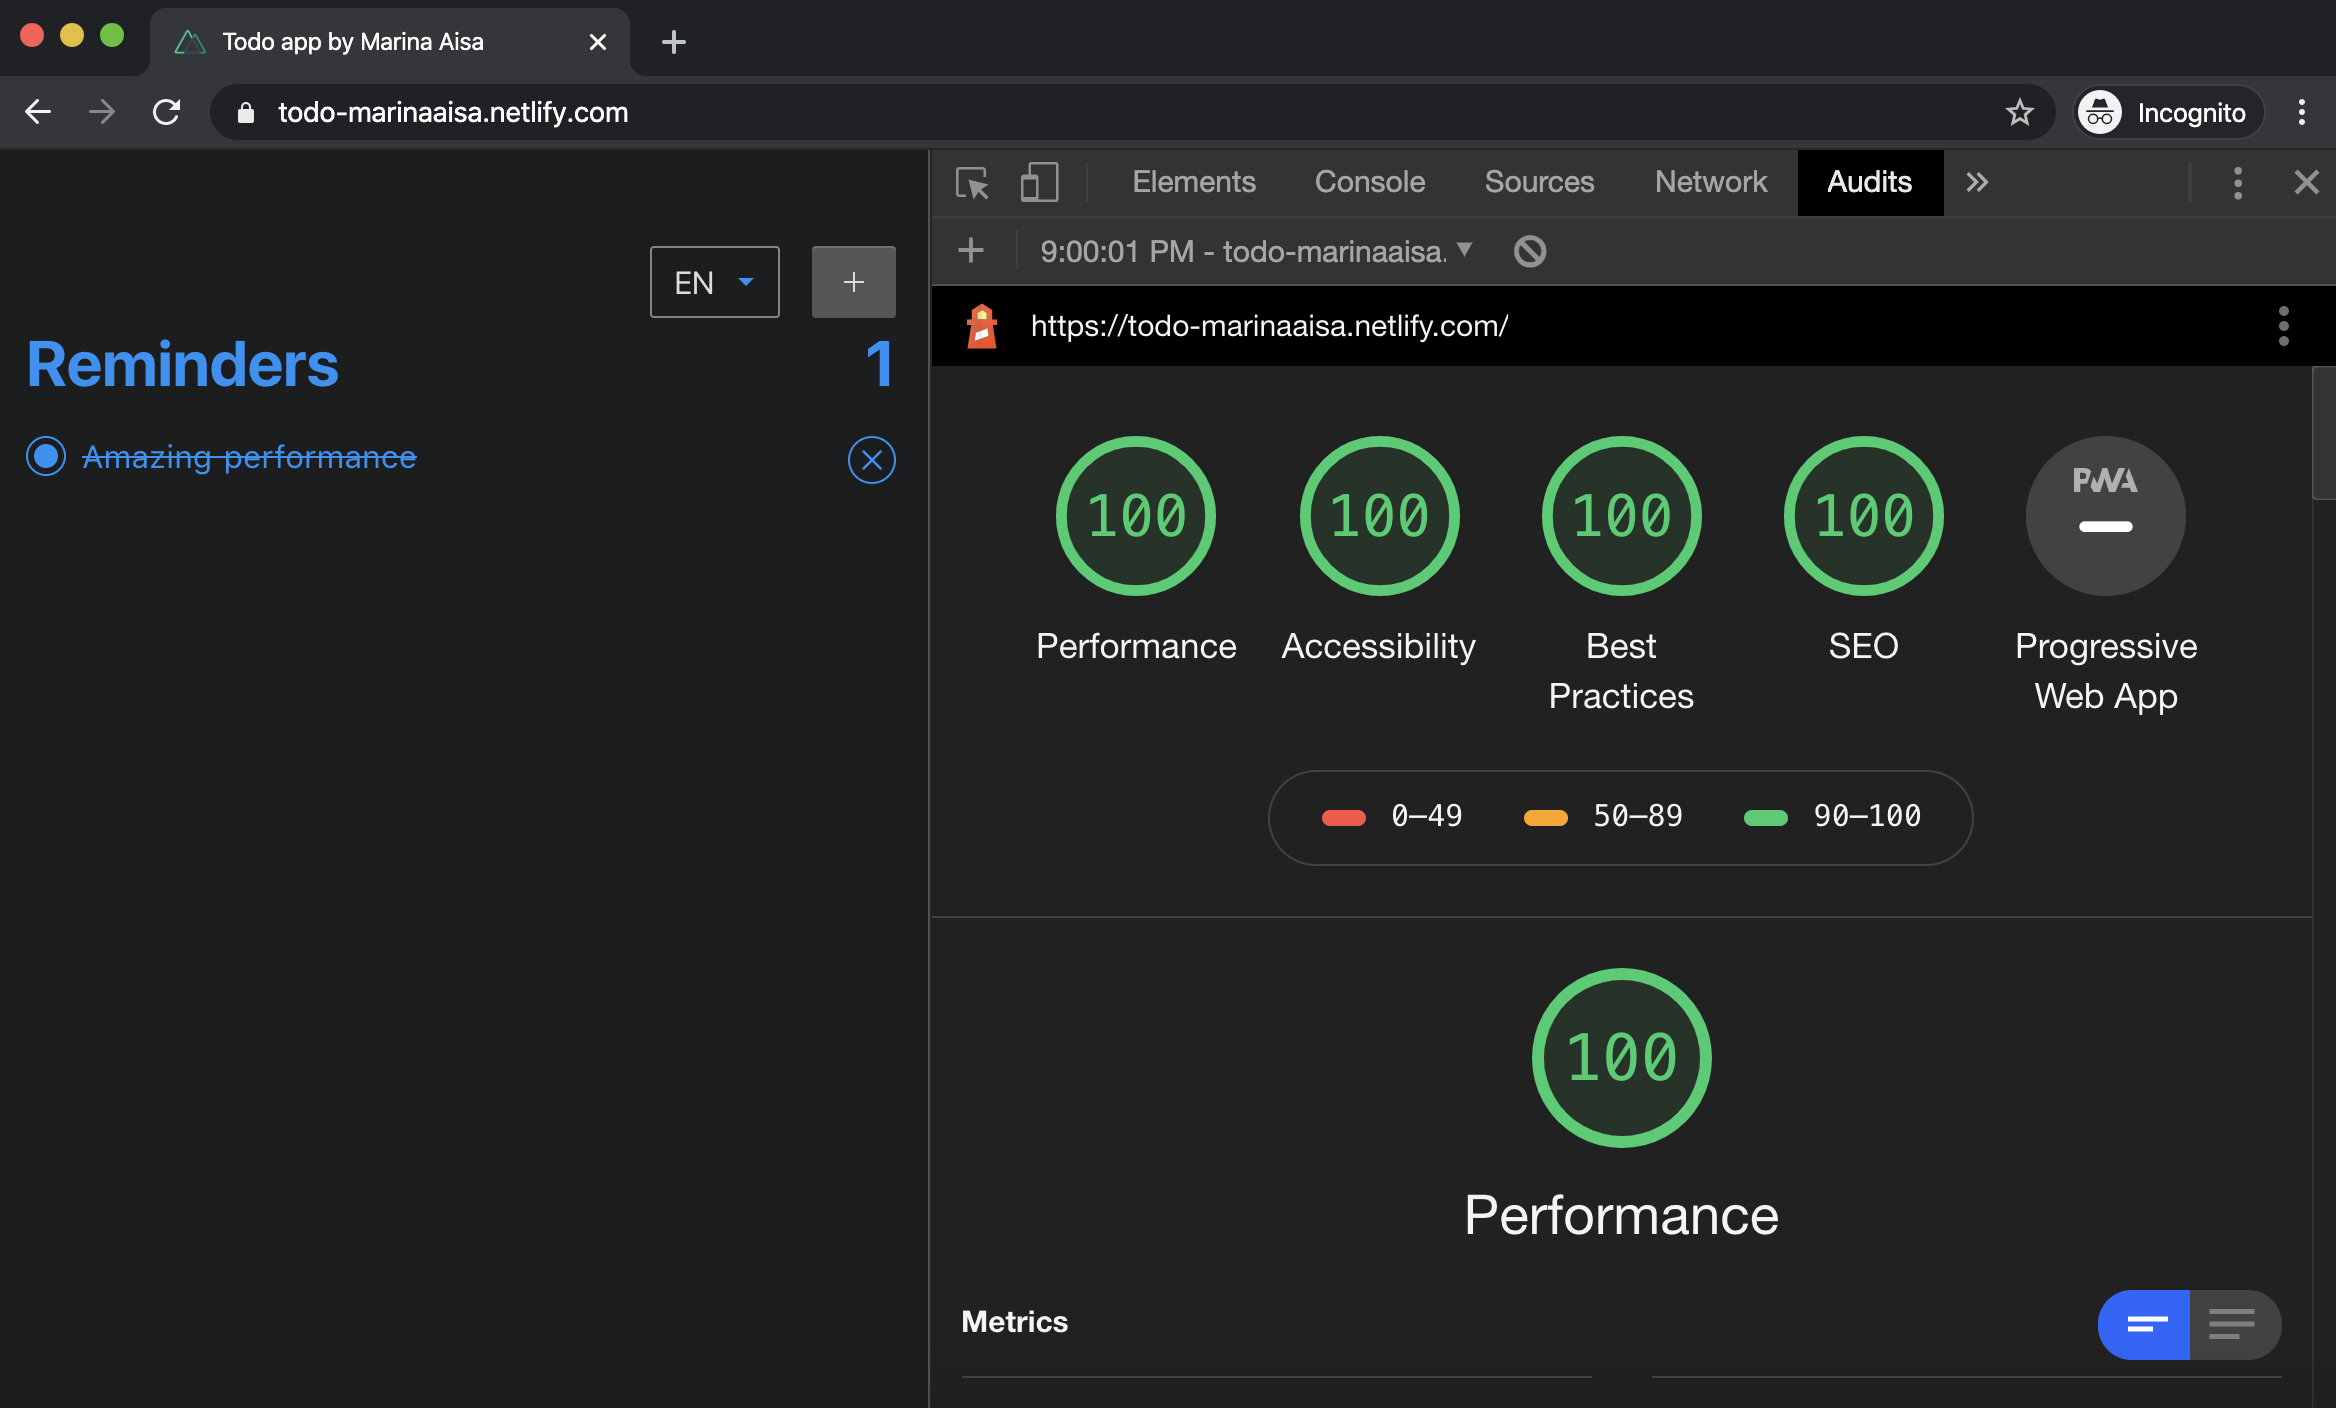 Todo app by Marina Aisa
todo-marinaaisa.netlify.com
Incognito
EN
+
Reminders 1
Amazing performance
Elements Console Sources Network Audits
9:00:01 PM - todo-marinaaisa.
https://todo-marinaaisa.netlify.com/
100 100 100 100 PWA
Performance Accessibility Best Practices SEO Progressive Web App
0–49 50–89 90–100
100
Performance
Metrics